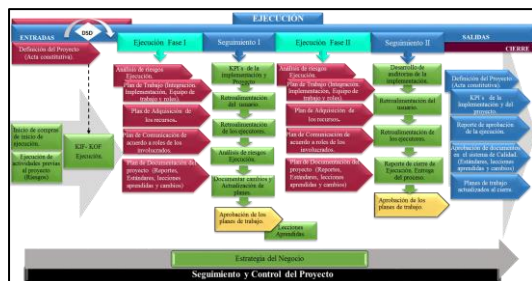 EJECUCIÓN
DSD
ENTRADAS
SALIDAS
CIERRE
Definición del Proyecto
(Acta constitutiva)
Inicio de compras
de inicio de
ejecución.
Ejecución de
actividades previas
al proyecto
(Riesgos)
KIF- KOF
Ejecución.
Ejecución Fase I
Análisis de riesgos
Ejecución.
Plan de Trabajo (Integración,
Implementación, Equipo de
trabajo y roles)
Plan de Adquisición de
los recursos.
Plan de Comunicación de
acuerdo a roles de los
involucrados.
Plan de Documentación del
proyecto (Reportes,
Estándares, lecciones
aprendidas y cambios)
Seguimiento I
KPI's de la
Implementación y
Proyecto
Retroalimentación
del usuario.
Retroalimentación
de los ejecutores.
Análisis de riesgos
Ejecución.
Documentar cambios y
Actualización de
planes.
Aprobación de los
planes de trabajo.
Lecciones
Aprendidas
Ejecución Fase II
Análisis de riesgos
Ejecución.
Plan de Trabajo (Integración,
Implementación, Equipo de
trabajo y roles)
Plan de Adquisición de
los recursos.
Plan de Comunicación de
acuerdo a roles de los
involucrados.
Plan de Documentación del
proyecto (Reportes,
Estándares, lecciones
aprendidas y cambios)
Seguimiento II
Desarrollo de
auditorías de la
implementación.
Retroalimentación del
usuario.
Retroalimentación de
los ejecutores.
Reporte de cierre de
Ejecución. Entrega
del proceso.
Aprobación de los
planes de trabajo
Definición del Proyecto
(Acta constitutiva)
KPI's de la
Implementación y del
proyecto.
Reporte de aprobación
de la ejecución.
Aprobación de documentos
en el sistema de Calidad.
(Estándares, lecciones
aprendidas y cambios)
Planes de trabajo
actualizados al cierre.
Estrategia del Negocio
Seguimiento y Control del Proyecto